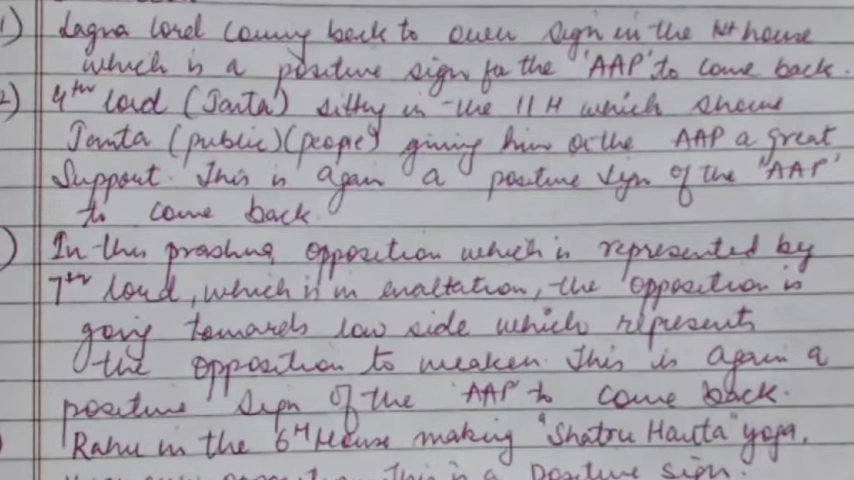 1) Lagna lord coming back to own sign in the 1st house
which is a positive sign for the 'AAP' to come back.
2) 4th lord (Janta) sitting in the 11 H which shows
Janta (public)(people) giving him or the AAP a great
Support. This is again a positive sign of the "AAP"
to come back.
) In this prashna, opposition which is represented by
7th lord, which is in exaltation, the opposition is
going towards low side which represents
the opposition to weaken. This is again a
positive sign of the 'AAP' to come back.
Rahu in the 6H House making "Shatru Hanta" yoga.
opposition. This is a positive sign.